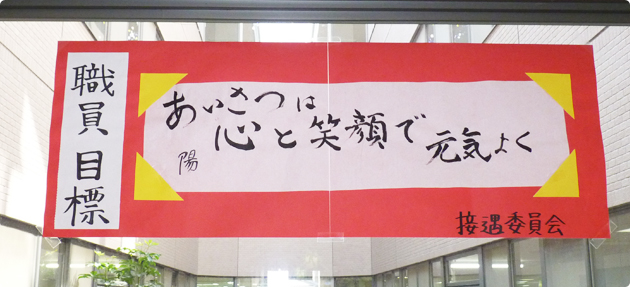 職員目標
あいさつは
心と笑顔で
元気よく
陽
接遇委員会